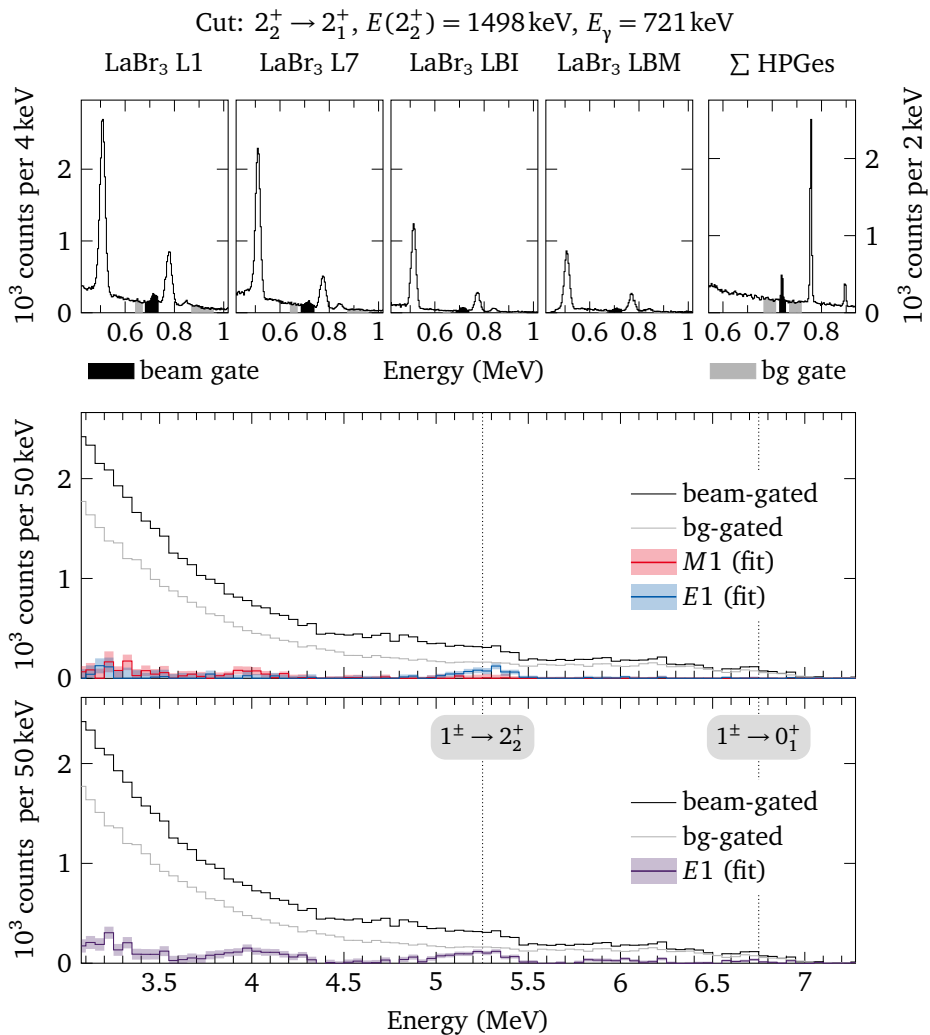 Cut: 2₂⁺ → 2₁⁺, E(2₂⁺) = 1498 keV, Eγ = 721 keV
LaBr₃ L1 LaBr₃ L7 LaBr₃ LBI LaBr₃ LBM ∑ HPGes
10³ counts per 4 keV
2
1
0
10³ counts per 2 keV
2
1
0
0.6 0.8 1 0.6 0.8 1 0.6 0.8 1 0.6 0.8 1 0.6 0.8
beam gate Energy (MeV) bg gate
10³ counts per 50 keV
2
1
0
beam-gated
bg-gated
M1 (fit)
E1 (fit)
10³ counts per 50 keV
2
1
0
1± → 2₂⁺ 1± → 0₁⁺
beam-gated
bg-gated
E1 (fit)
3.5 4 4.5 5 5.5 6 6.5 7
Energy (MeV)